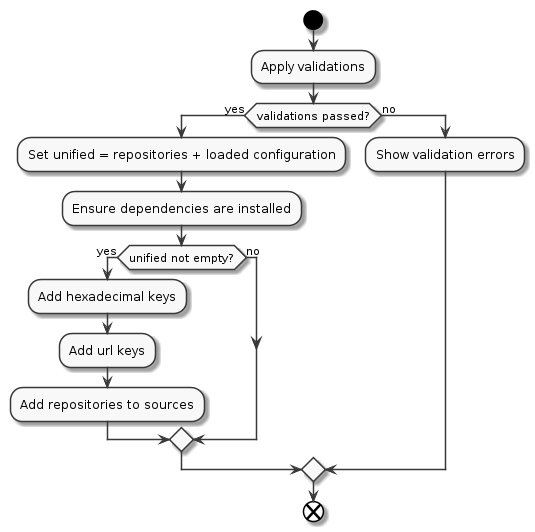 Apply validations
yes
validations passed?
no
Set unified = repositories + loaded configuration
Show validation errors
Ensure dependencies are installed
yes
unified not empty?
no
Add hexadecimal keys
Add url keys
Add repositories to sources